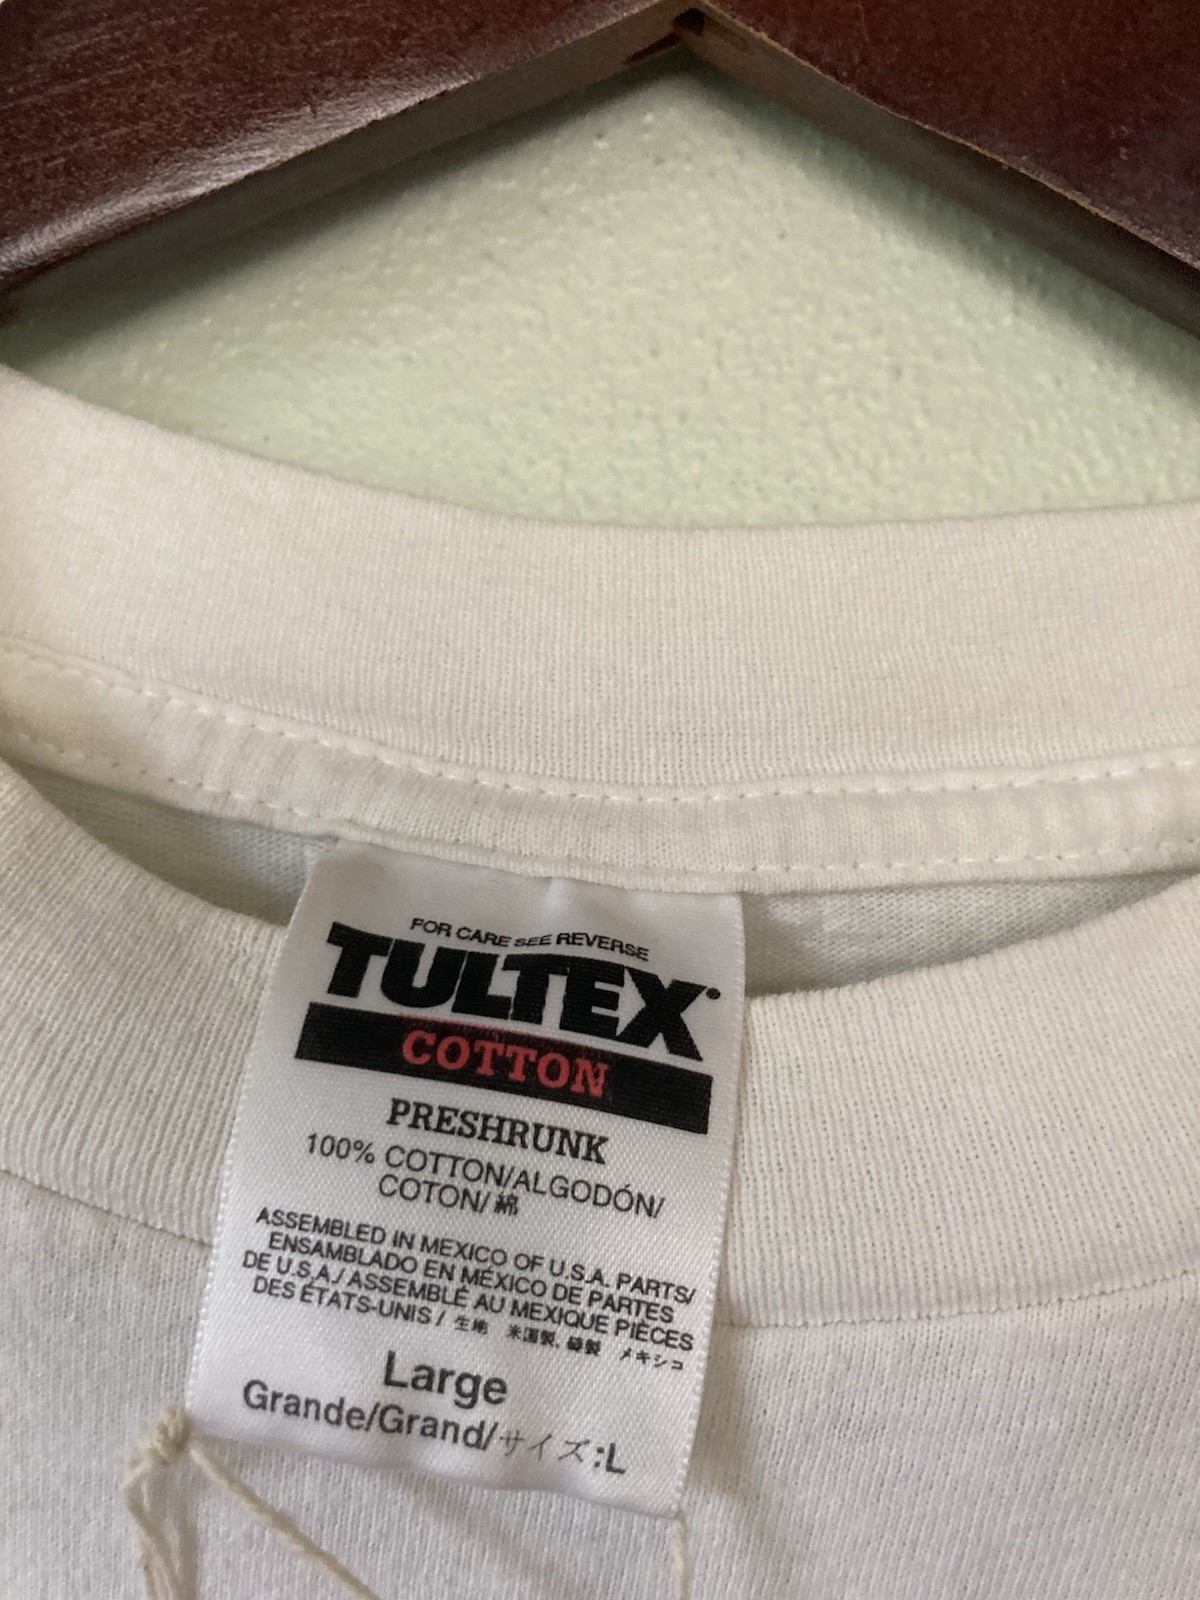 FOR CARE SEE REVERSE
TULTEX
COTTON
PRESHRUNK
100% COTTON/ALGODÓN/
COTON/綿
ASSEMBLED IN MEXICO OF U.S.A. PARTS/
ENSAMBLADO EN MÉXICO DE PARTES
DE U.S.A./ASSEMBLÉ AU MEXIQUE PIÈCES
DES ÉTATS-UNIS / 生地 米国製, 縫製 メキシコ
Large
Grande/Grand/サイズ:L